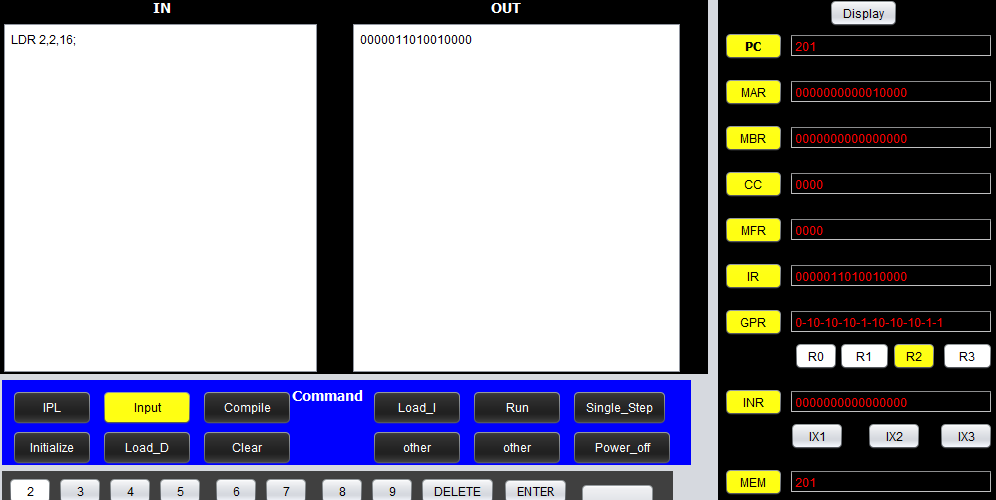 IN OUT
Display
LDR 2,2,16; 0000011010010000
PC 201
MAR 0000000000010000
MBR 0000000000000000
CC 0000
MFR 0000
IR 0000011010010000
GPR 0-10-10-10-1-10-10-10-1-1
R0 R1 R2 R3
Command
IPL Input Compile Load_I Run Single_Step
INR 0000000000000000
Initialize Load_D Clear other other Power_off
IX1 IX2 IX3
2 3 4 5 6 7 8 9 DELETE ENTER
MEM 201